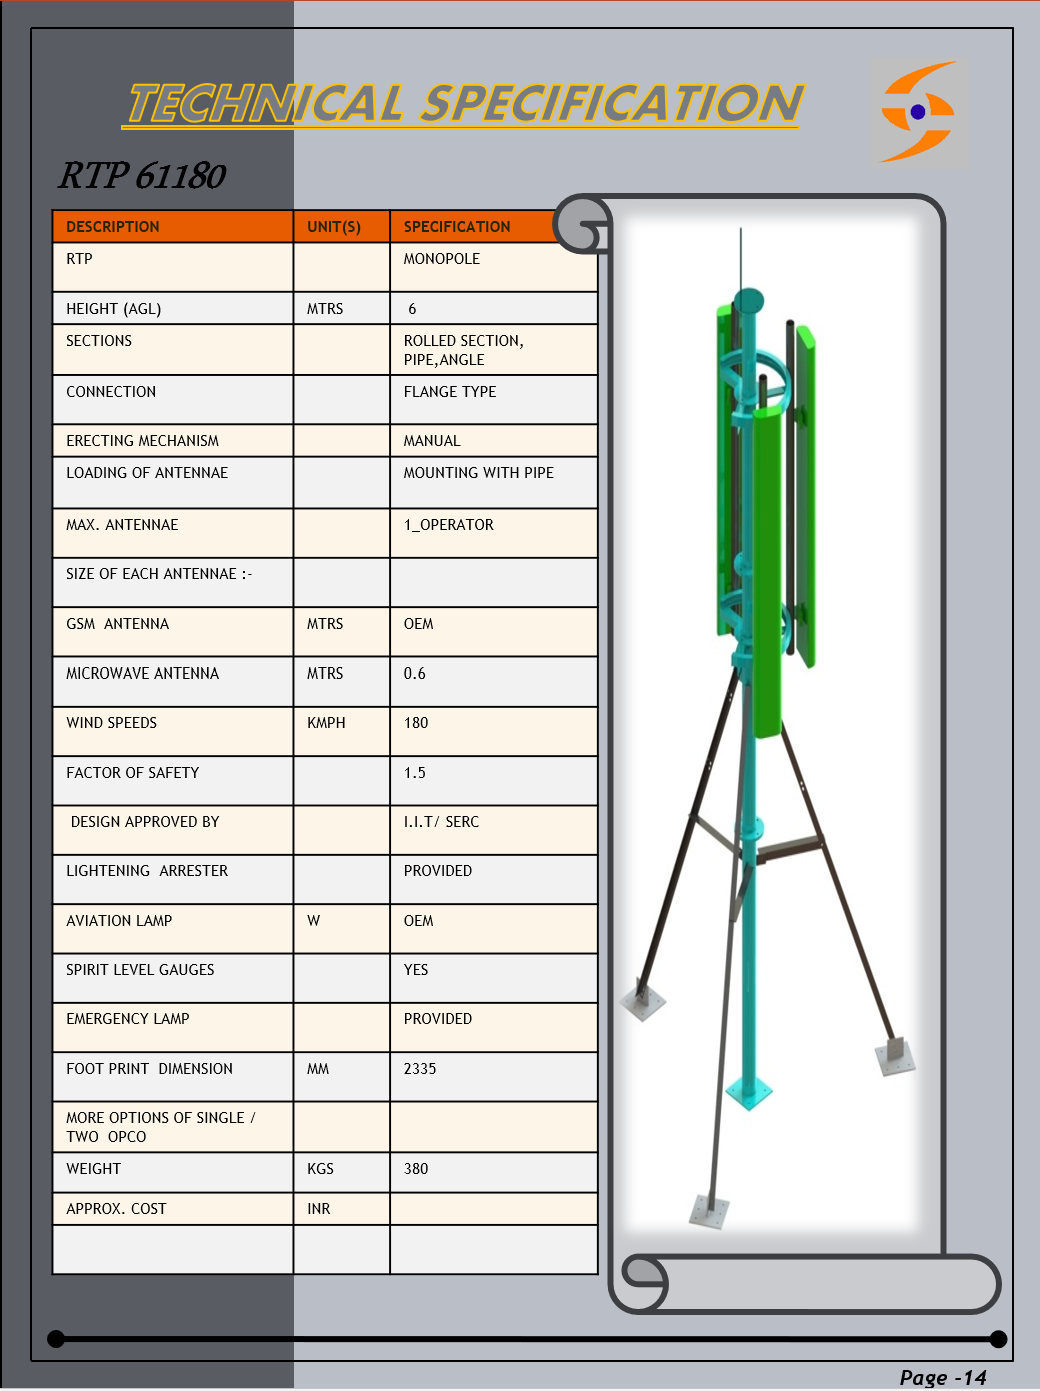 TECHNICAL SPECIFICATION
RTP 61180
DESCRIPTION UNIT(S) SPECIFICATION
RTP MONOPOLE
HEIGHT (AGL) MTRS 6
SECTIONS ROLLED SECTION,
PIPE,ANGLE
CONNECTION FLANGE TYPE
ERECTING MECHANISM MANUAL
LOADING OF ANTENNAE MOUNTING WITH PIPE
MAX. ANTENNAE 1_OPERATOR
SIZE OF EACH ANTENNAE :-
GSM ANTENNA MTRS OEM
MICROWAVE ANTENNA MTRS 0.6
WIND SPEEDS KMPH 180
FACTOR OF SAFETY 1.5
DESIGN APPROVED BY I.I.T/ SERC
LIGHTENING ARRESTER PROVIDED
AVIATION LAMP W OEM
SPIRIT LEVEL GAUGES YES
EMERGENCY LAMP PROVIDED
FOOT PRINT DIMENSION MM 2335
MORE OPTIONS OF SINGLE /
TWO OPCO
WEIGHT KGS 380
APPROX. COST INR
Page -14